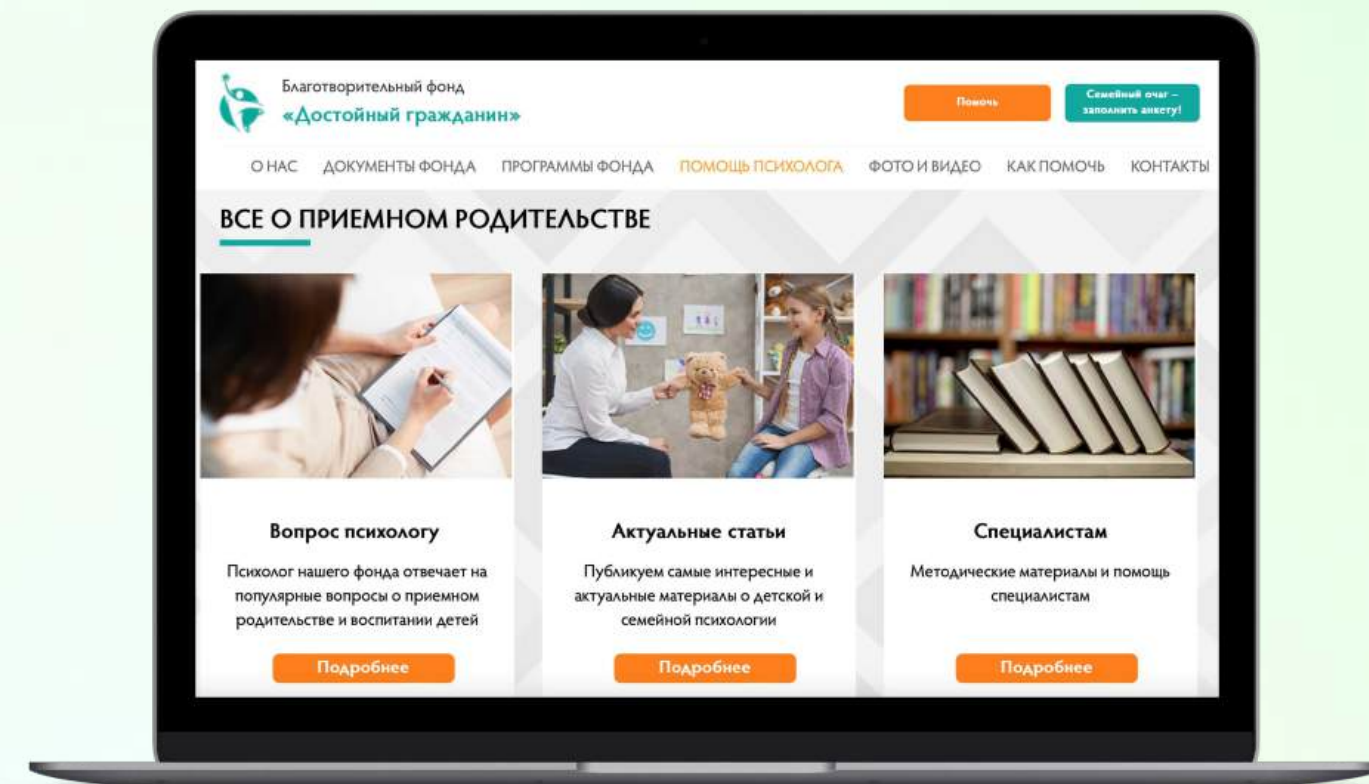 Благотворительный фонд
«Достойный гражданин»
Помочь
Семейный очаг –
заполнить анкету!
О НАС ДОКУМЕНТЫ ФОНДА ПРОГРАММЫ ФОНДА ПОМОЩЬ ПСИХОЛОГА ФОТО И ВИДЕО КАК ПОМОЧЬ КОНТАКТЫ
ВСЕ О ПРИЕМНОМ РОДИТЕЛЬСТВЕ
Вопрос психологу
Психолог нашего фонда отвечает на
популярные вопросы о приемном
родительстве и воспитании детей
Подробнее
Актуальные статьи
Публикуем самые интересные и
актуальные материалы о детской и
семейной психологии
Подробнее
Специалистам
Методические материалы и помощь
специалистам
Подробнее